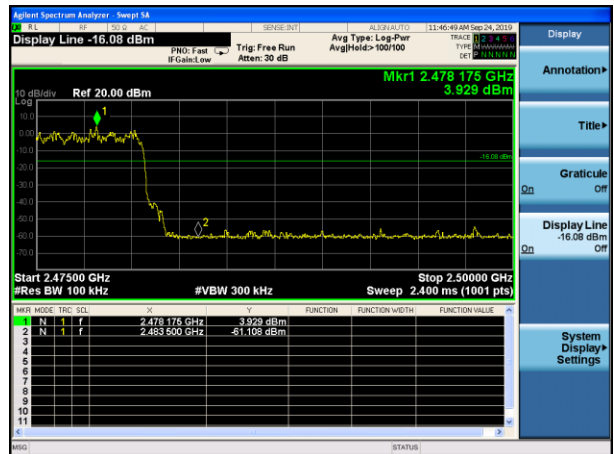 Agilent Spectrum Analyzer - Swept SA
RL RF 50 Ω AC SENSE:INT ALIGNAUTO 11:46:49 AM Sep 24, 2019
Display Line -16.08 dBm
PNO: Fast
IFGain:Low
Trig: Free Run
Atten: 30 dB
Avg Type: Log-Pwr
Avg|Hold:>100/100
TRACE 1 2 3 4 5 6
TYPE
DET P N N N N N
Mkr1 2.478 175 GHz
3.929 dBm
10 dB/div Ref 20.00 dBm
Log
10.0
0.00
-10.0
-20.0
-30.0
-40.0
-50.0
-60.0
-70.0
1
2
-16.08 dBm
Start 2.47500 GHz Stop 2.50000 GHz
#Res BW 100 kHz #VBW 300 kHz Sweep 2.400 ms (1001 pts)
MKR MODE TRC SCL X Y FUNCTION FUNCTION WIDTH FUNCTION VALUE
1 N 1 f 2.478 175 GHz 3.929 dBm
2 N 1 f 2.483 500 GHz -61.108 dBm
3
4
5
6
7
8
9
10
11
MSG STATUS
Display
Annotation
Title
Graticule
On Off
Display Line
-16.08 dBm
On Off
System
Display
Settings